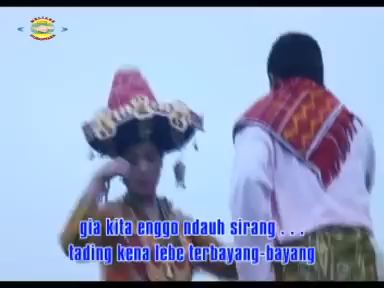 gia kita enggo ndauh sirang . . .
tading kena lebe terbayang-bayang